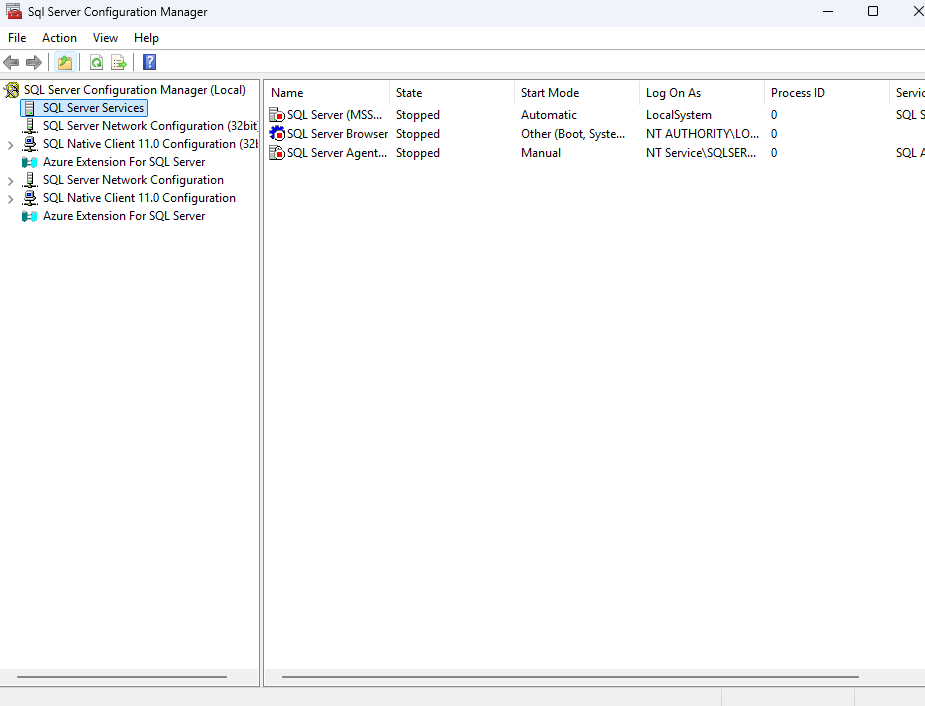 Sql Server Configuration Manager
File Action View Help
SQL Server Configuration Manager (Local)
SQL Server Services
SQL Server Network Configuration (32bit
SQL Native Client 11.0 Configuration (32b
Azure Extension For SQL Server
SQL Server Network Configuration
SQL Native Client 11.0 Configuration
Azure Extension For SQL Server
Name State Start Mode Log On As Process ID Servic
SQL Server (MSS... Stopped Automatic LocalSystem 0 SQL S
SQL Server Browser Stopped Other (Boot, Syste... NT AUTHORITY\LO... 0
SQL Server Agent... Stopped Manual NT Service\SQLSER... 0 SQL A